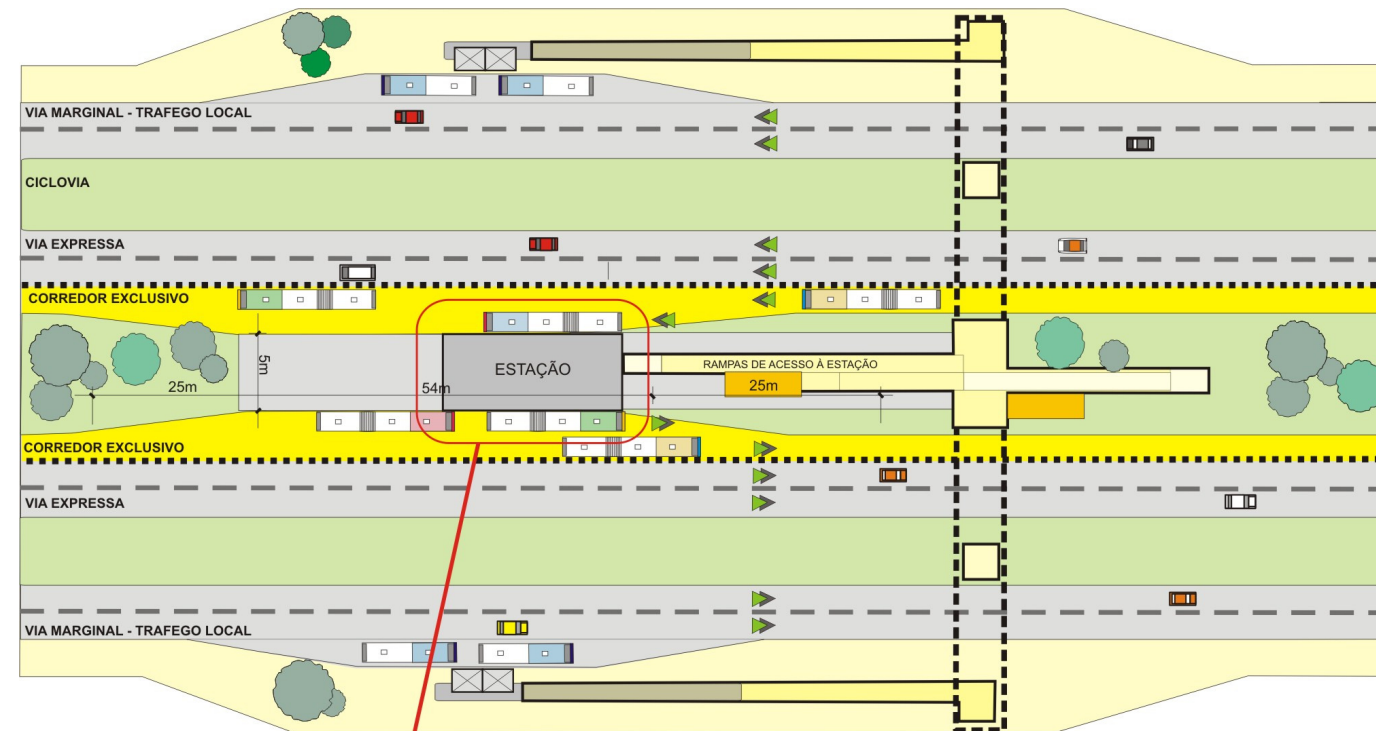 VIA MARGINAL - TRAFEGO LOCAL
CICLOVIA
VIA EXPRESSA
CORREDOR EXCLUSIVO
5m
ESTAÇÃO
RAMPAS DE ACESSO À ESTAÇÃO
25m
54m
25m
CORREDOR EXCLUSIVO
VIA EXPRESSA
VIA MARGINAL - TRAFEGO LOCAL